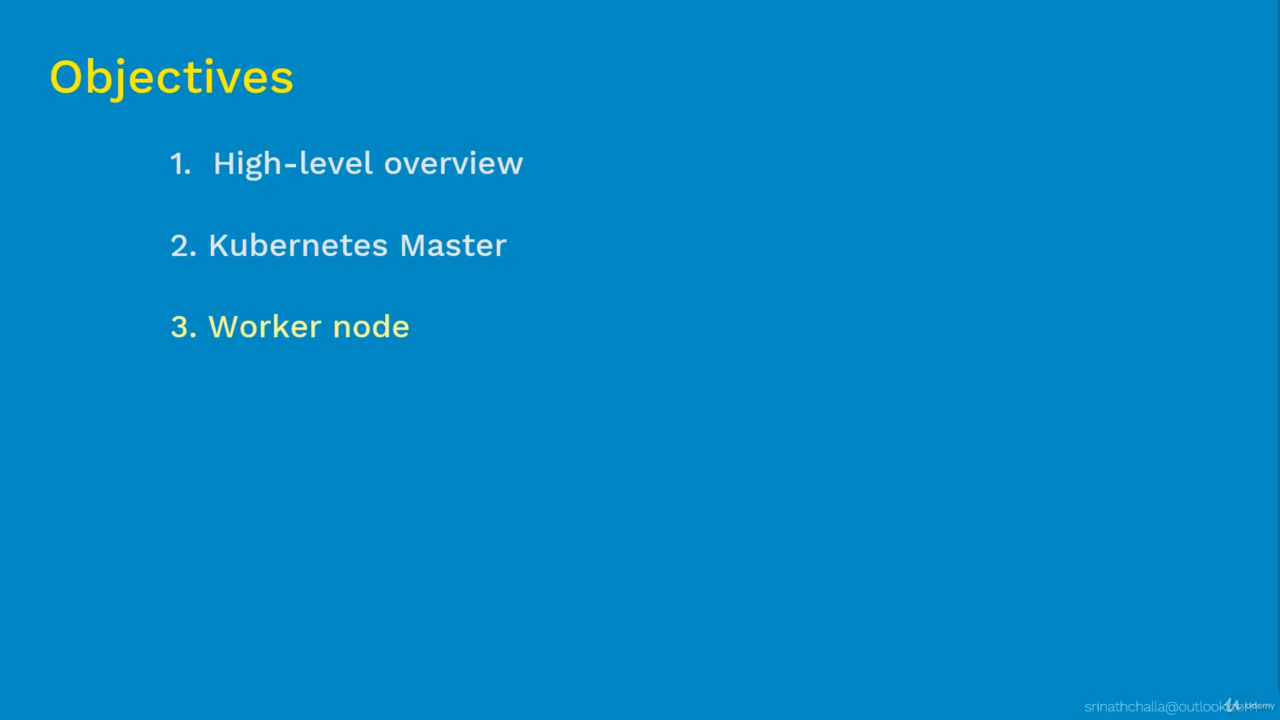 Objectives
1. High-level overview
2. Kubernetes Master
3. Worker node
srinathchalla@outlook
Udemy